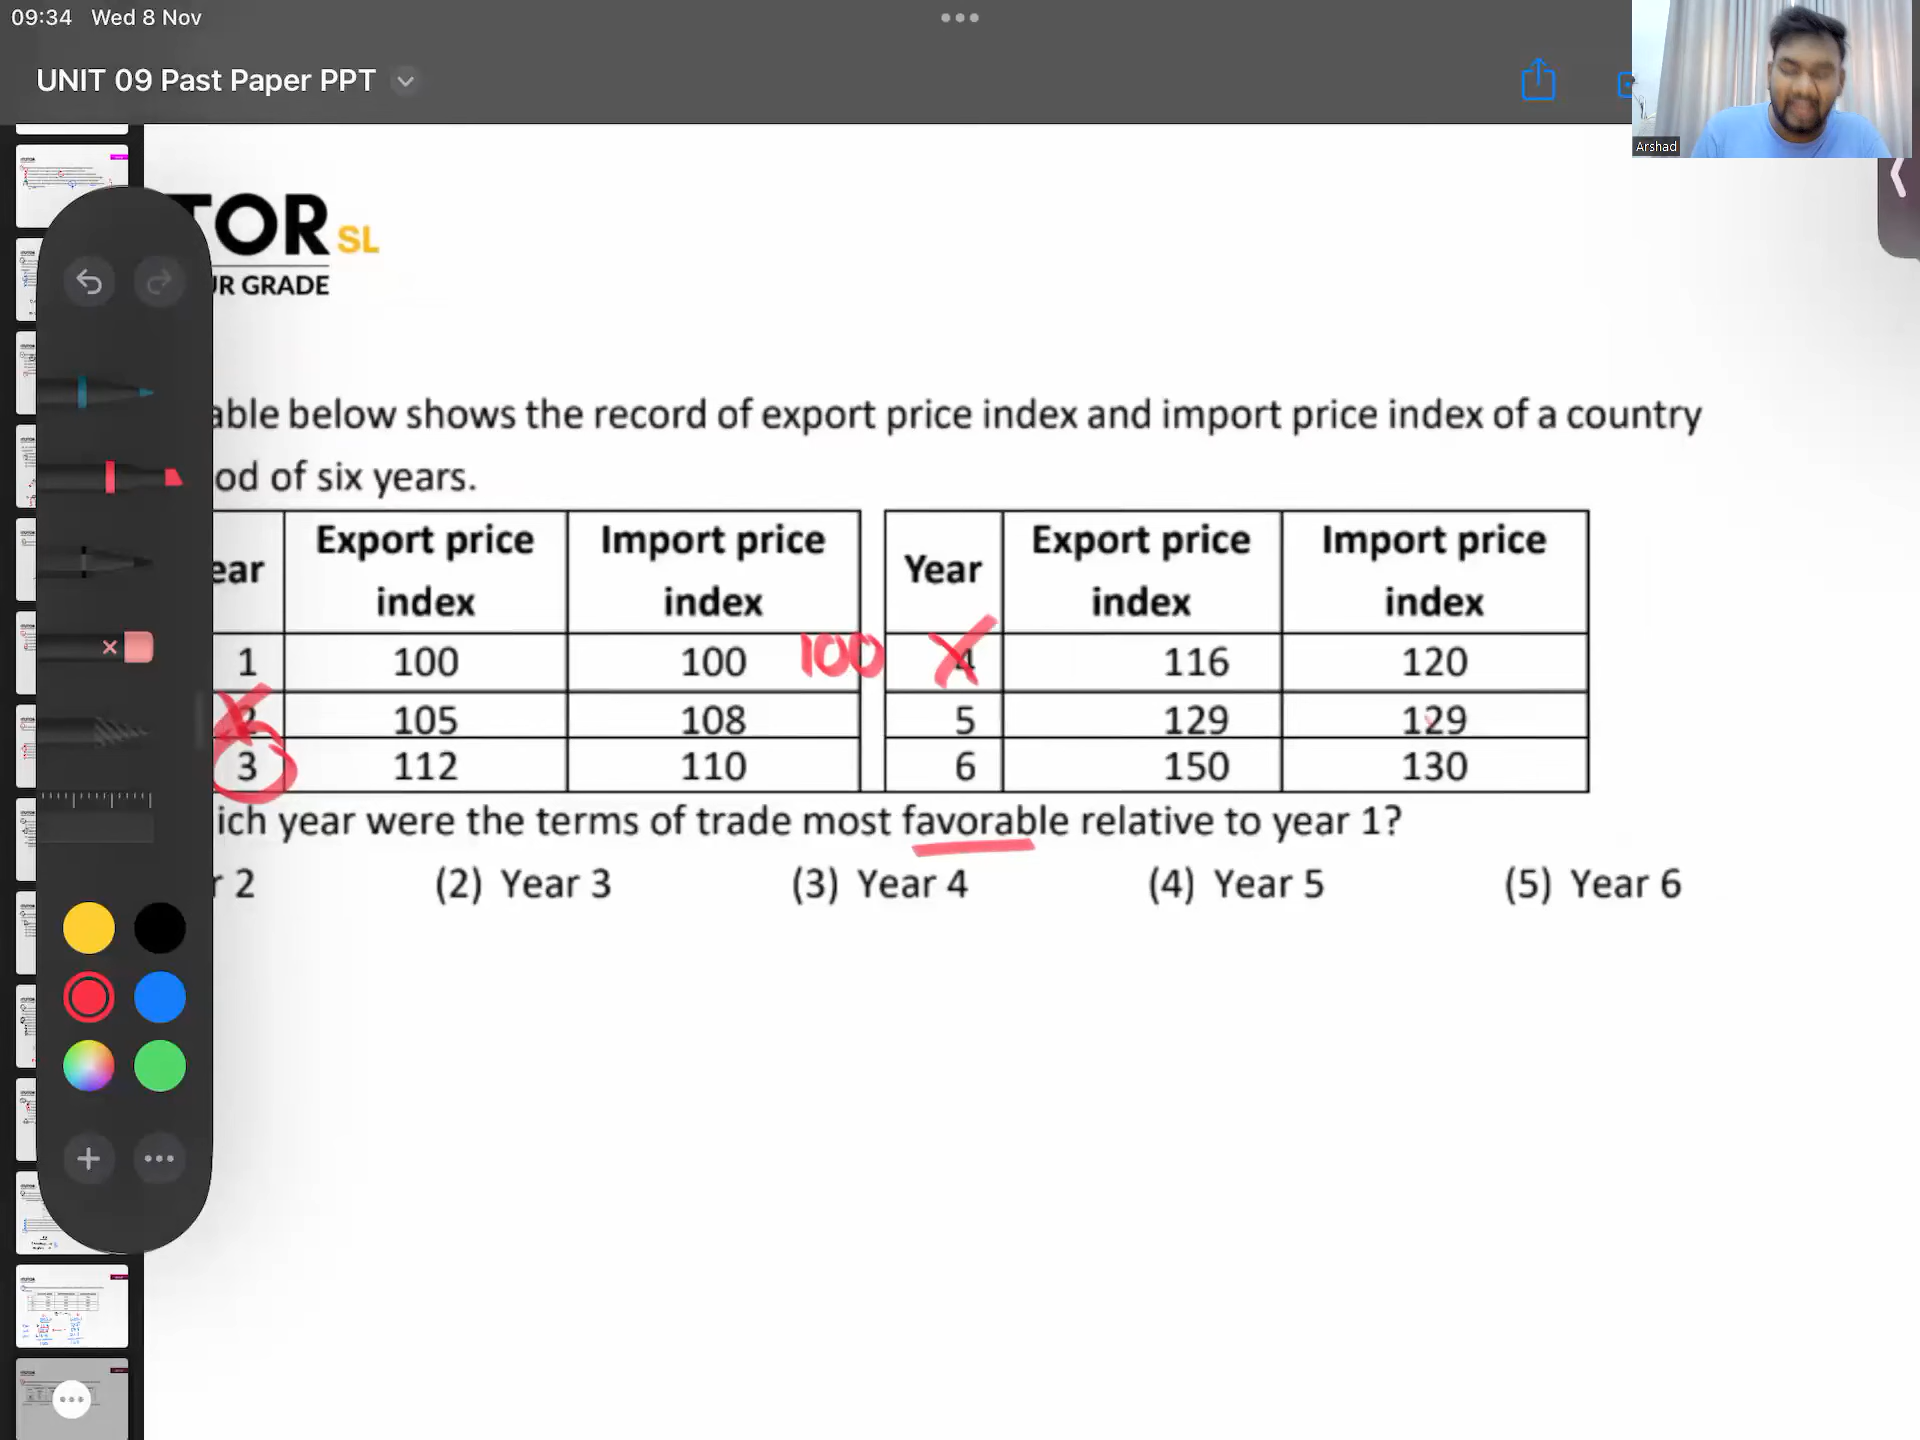 09:34 Wed 8 Nov
UNIT 09 Past Paper PPT
Arshad
TOR SL
UR GRADE
able below shows the record of export price index and import price index of a country
od of six years.
ear Export price index Import price index Year Export price index Import price index
1 100 100 100 4 116 120
2 105 108 5 129 129
3 112 110 6 150 130
ich year were the terms of trade most favorable relative to year 1?
r 2 (2) Year 3 (3) Year 4 (4) Year 5 (5) Year 6